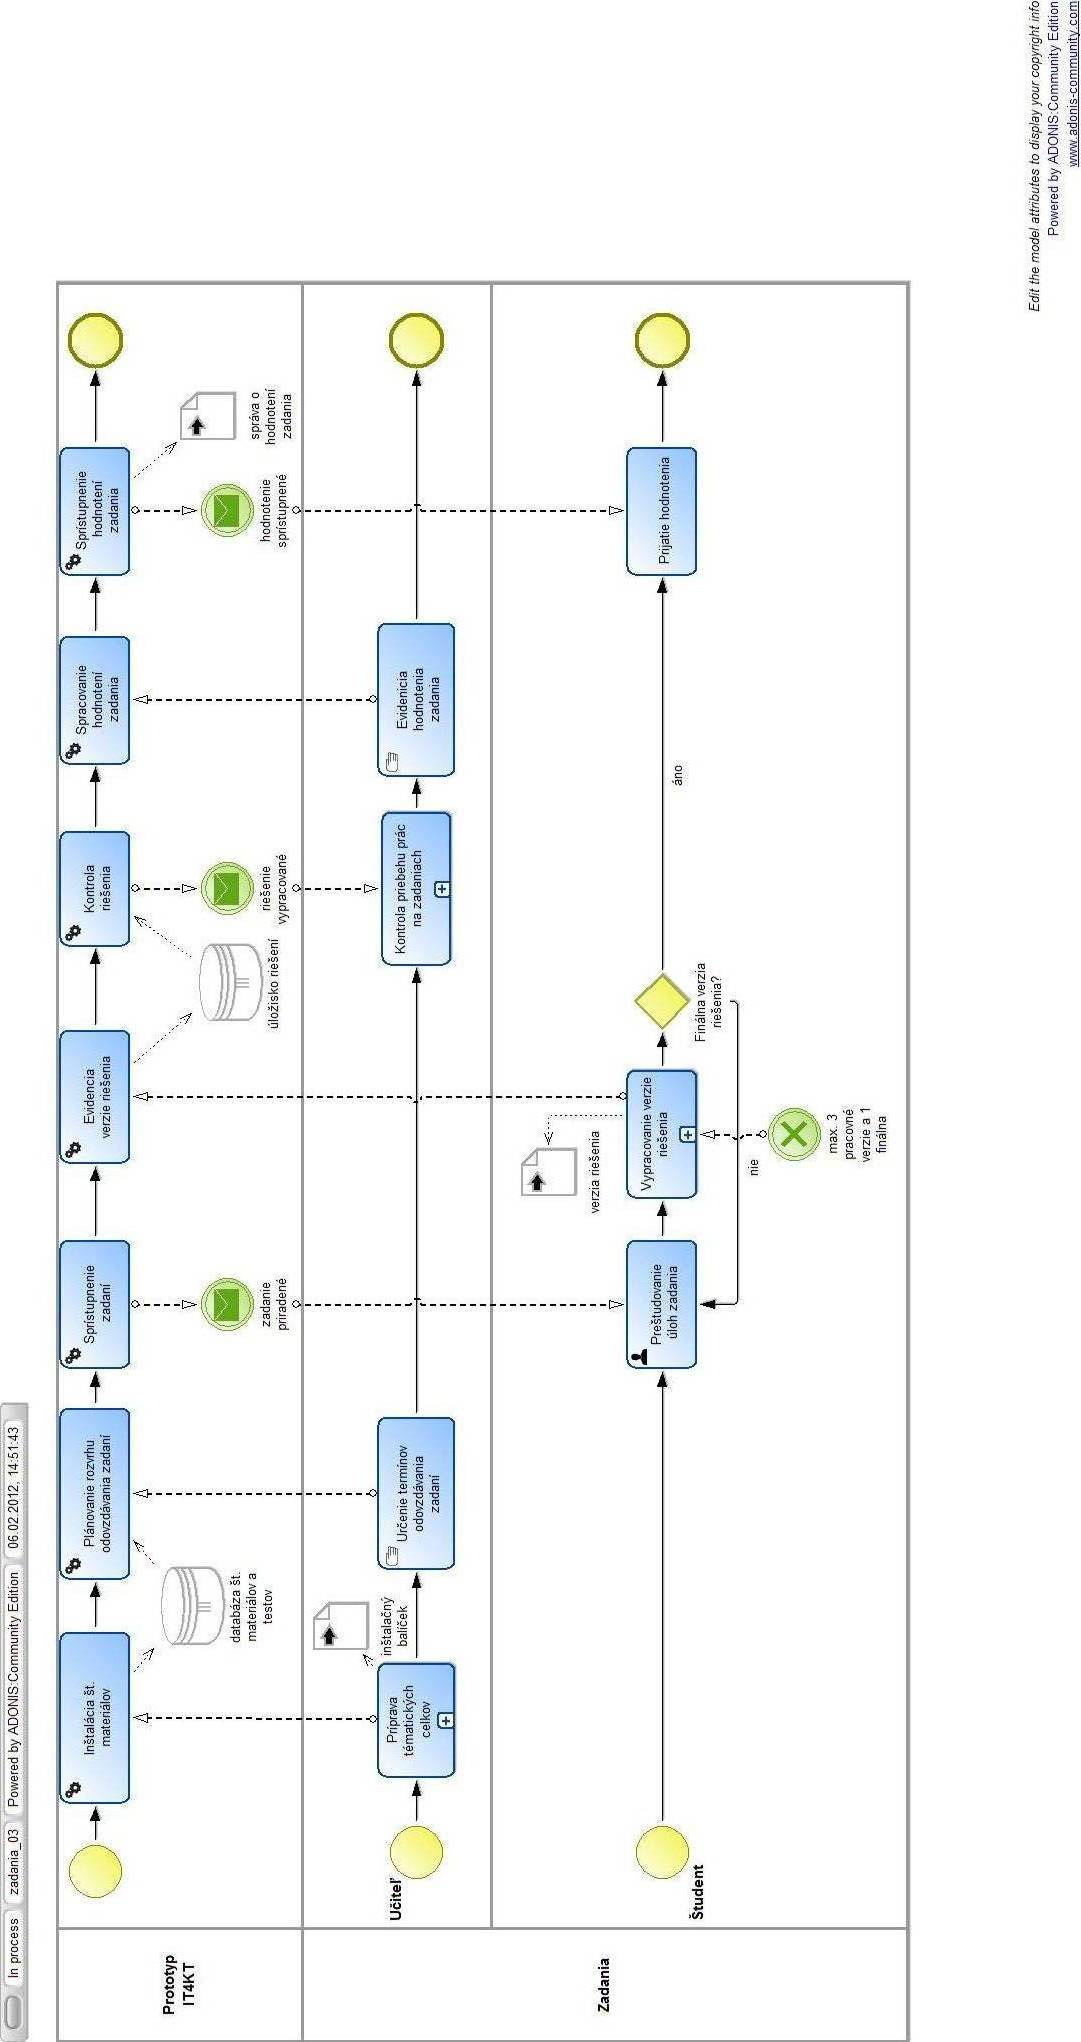 In process
zadania_03
Powered by ADONIS:Community Edition
06.02.2012, 14:51:43
Edit the model attributes to display your copyright info
Powered by ADONIS:Community Edition
www.adonis-community.com
Prototyp
IT4KT
Inštalácia št.
materiálov
databáza št.
materiálov a
testov
Plánovanie rozvrhu
odovzdávania zadaní
Sprístupnenie
zadaní
zadanie
priradené
Evidencia
verzie riešenia
úložisko riešení
Kontrola
riešenia
riešenie
vypracované
Spracovanie
hodnotení
zadania
Sprístupnenie
hodnotení
zadania
hodnotenie
sprístupnené
správa o
hodnotení
zadania
Zadania
Učiteľ
Príprava
tématických
celkov
inštalačný
balíček
Určenie termínov
odovzdávania
zadaní
Kontrola priebehu prác
na zadaniach
Evidenicia
hodnotenia
zadania
Študent
Preštudovanie
úloh zadania
Vypracovanie verzie
riešenia
verzia riešenia
Finálna verzia
riešenia?
nie
max. 3
pracovné
verzie a 1
finálna
áno
Prijatie hodnotenia